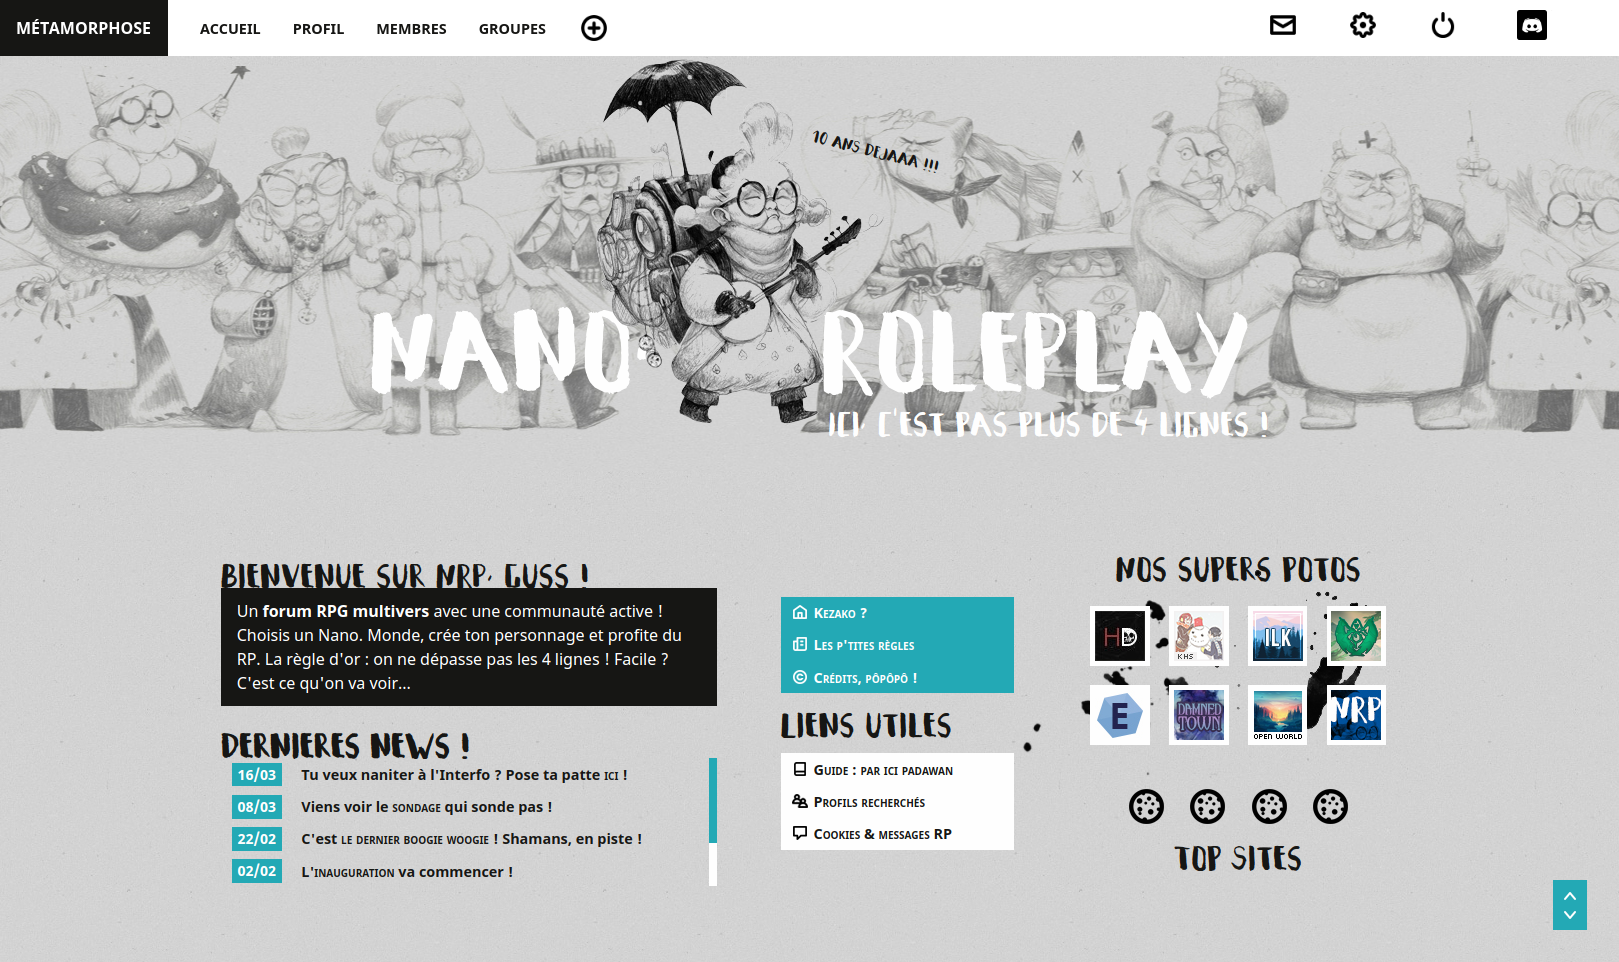 MÉTAMORPHOSE
ACCUEIL
PROFIL
MEMBRES
GROUPES
10 ANS DEJAAA !!!
NANO ROLEPLAY
ICI, C'EST PAS PLUS DE 4 LIGNES !
BIENVENUE SUR NRP, GUSS !
Un forum RPG multivers avec une communauté active !
Choisis un Nano. Monde, crée ton personnage et profite du
RP. La règle d'or : on ne dépasse pas les 4 lignes ! Facile ?
C'est ce qu'on va voir...
DERNIERES NEWS !
16/03 Tu veux naniter à l'Interfo ? Pose ta patte ici !
08/03 Viens voir le sondage qui sonde pas !
22/02 C'est le dernier boogie woogie ! Shamans, en piste !
02/02 L'inauguration va commencer !
Kezako ?
Les p'tites règles
Crédits, pôpôpô !
LIENS UTILES
Guide : par ici padawan
Profils recherchés
Cookies & messages RP
NOS SUPERS POTOS
HD
KHS
ILK
E
DAMNED TOWN
OPEN WORLD
NRP
TOP SITES